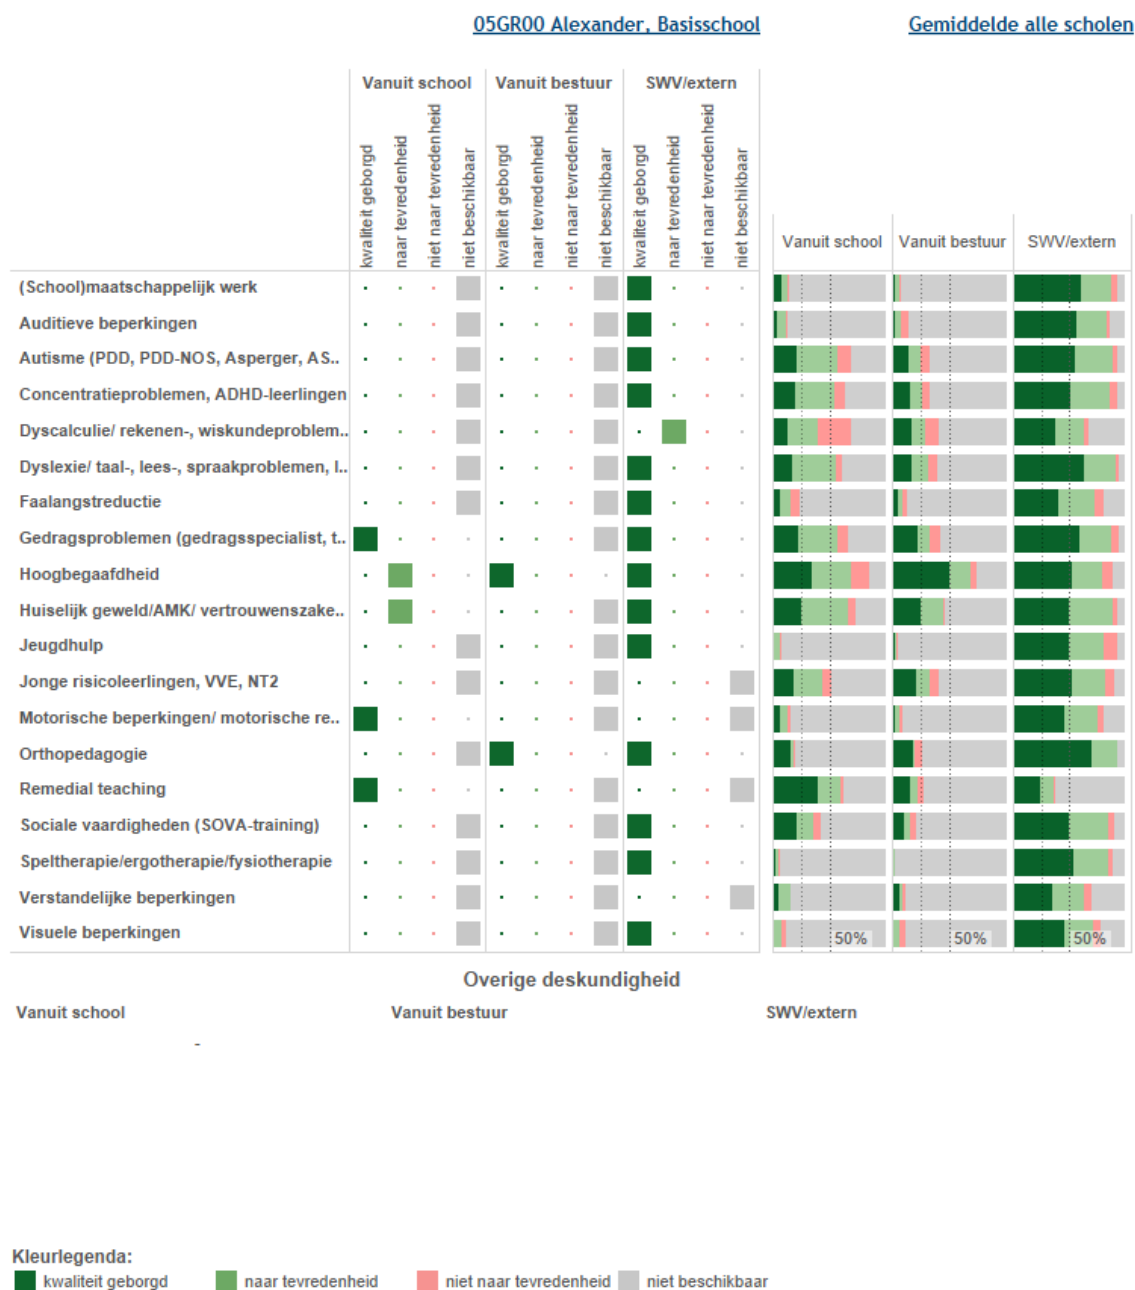 05GR00 Alexander, Basisschool
Gemiddelde alle scholen
Vanuit school
Vanuit bestuur
SWV/extern
kwaliteit geborgd
naar tevredenheid
niet naar tevredenheid
niet beschikbaar
kwaliteit geborgd
naar tevredenheid
niet naar tevredenheid
niet beschikbaar
kwaliteit geborgd
naar tevredenheid
niet naar tevredenheid
niet beschikbaar
Vanuit school
Vanuit bestuur
SWV/extern
(School)maatschappelijk werk
Auditieve beperkingen
Autisme (PDD, PDD-NOS, Asperger, AS..
Concentratieproblemen, ADHD-leerlingen
Dyscalculie/ rekenen-, wiskundeproblem..
Dyslexie/ taal-, lees-, spraakproblemen, l..
Faalangstreductie
Gedragsproblemen (gedragsspecialist, t..
Hoogbegaafdheid
Huiselijk geweld/AMK/ vertrouwenszake..
Jeugdhulp
Jonge risicoleerlingen, VVE, NT2
Motorische beperkingen/ motorische re..
Orthopedagogie
Remedial teaching
Sociale vaardigheden (SOVA-training)
Speltherapie/ergotherapie/fysiotherapie
Verstandelijke beperkingen
Visuele beperkingen
50%
50%
50%
Overige deskundigheid
Vanuit school
Vanuit bestuur
SWV/extern
-
Kleurlegenda:
kwaliteit geborgd
naar tevredenheid
niet naar tevredenheid
niet beschikbaar